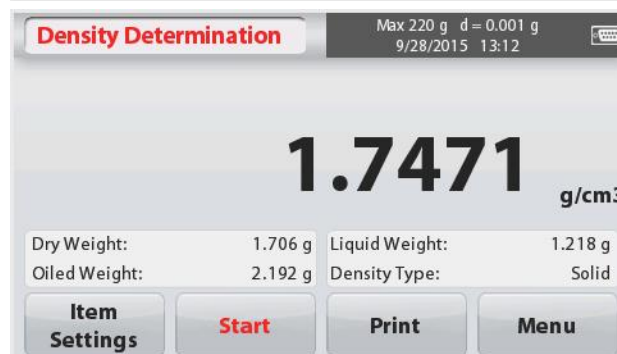 Density Determination
Max 220 g d = 0.001 g
9/28/2015 13:12
1.7471 g/cm3
Dry Weight: 1.706 g Liquid Weight: 1.218 g
Oiled Weight: 2.192 g Density Type: Solid
Item Settings
Start
Print
Menu